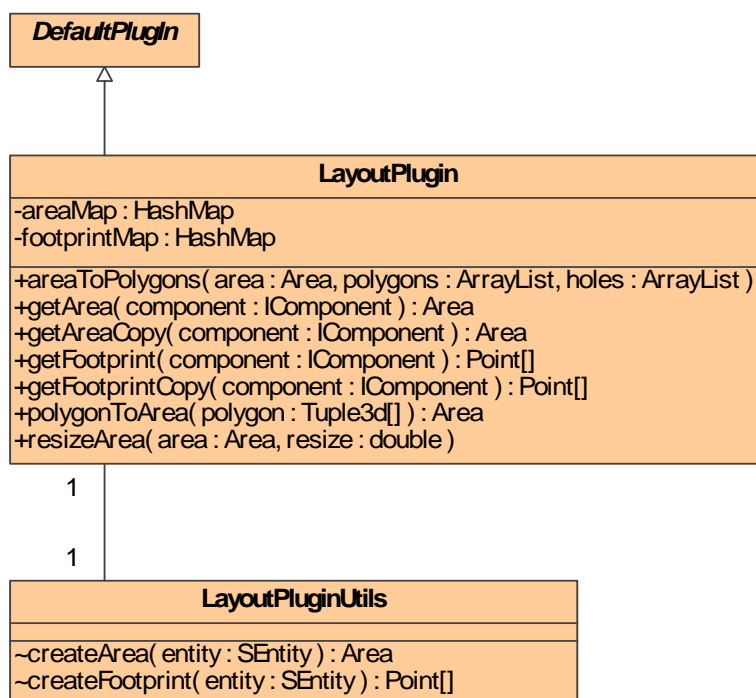 DefaultPlugIn
LayoutPlugin
-areaMap : HashMap
-footprintMap : HashMap
+areaToPolygons( area : Area, polygons : ArrayList, holes : ArrayList )
+getArea( component : IComponent ) : Area
+getAreaCopy( component : IComponent ) : Area
+getFootprint( component : IComponent ) : Point[]
+getFootprintCopy( component : IComponent ) : Point[]
+polygonToArea( polygon : Tuple3d[] ) : Area
+resizeArea( area : Area, resize : double )
1
1
LayoutPluginUtils
~createArea( entity : SEntity ) : Area
~createFootprint( entity : SEntity ) : Point[]